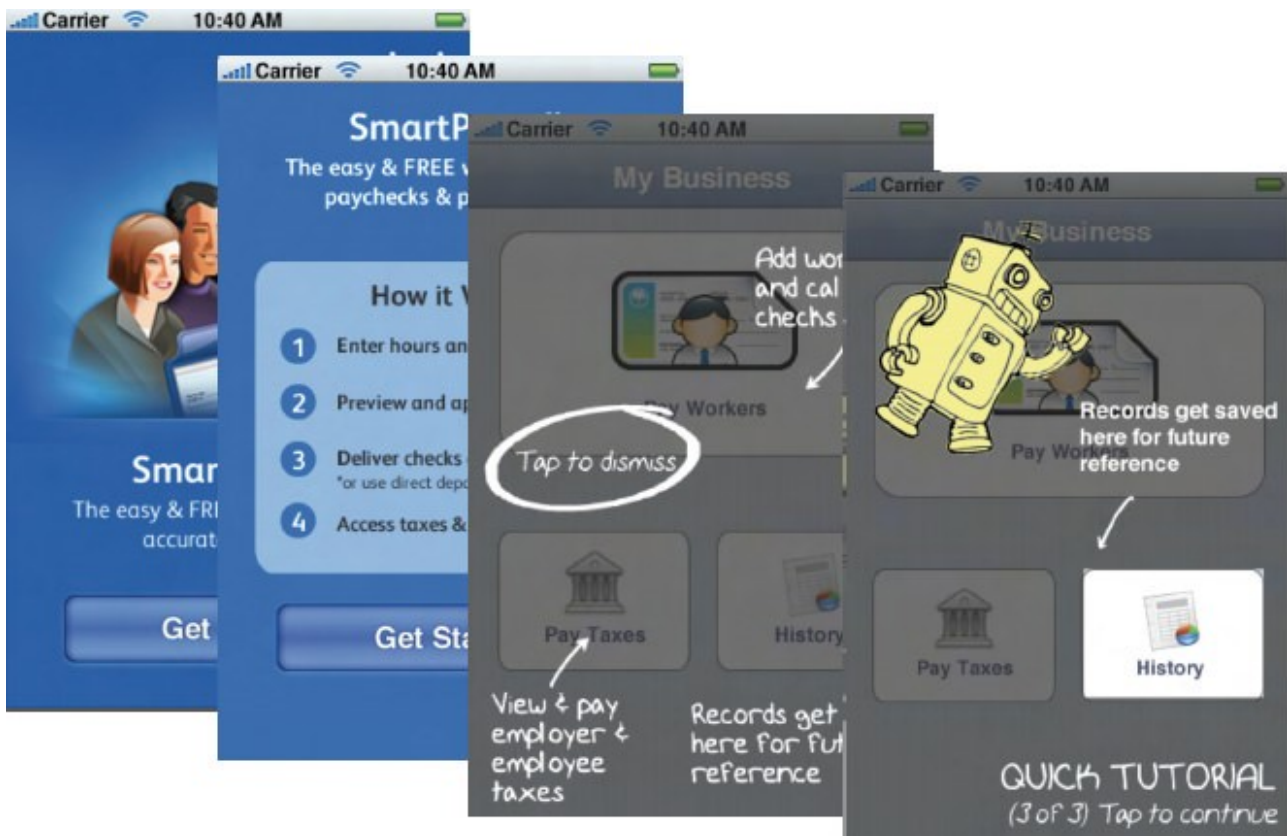 Carrier 10:40 AM
Smar
The easy & FRE
accurat
Get
Carrier 10:40 AM
SmartP
The easy & FREE
paychecks & p
How it
1 Enter hours an
2 Preview and ap
3 Deliver checks
*or use direct depo
4 Access taxes &
Get Sta
Carrier 10:40 AM
My Business
Add wor
and cal
checks
Pay Workers
Tap to dismiss
Pay Taxes
History
View & pay
employer &
employee
taxes
Records get
here for fut
reference
Carrier 10:40 AM
My Business
Records get saved
here for future
reference
Pay Workers
Pay Taxes
History
QUICK TUTORIAL
(3 of 3) Tap to continue